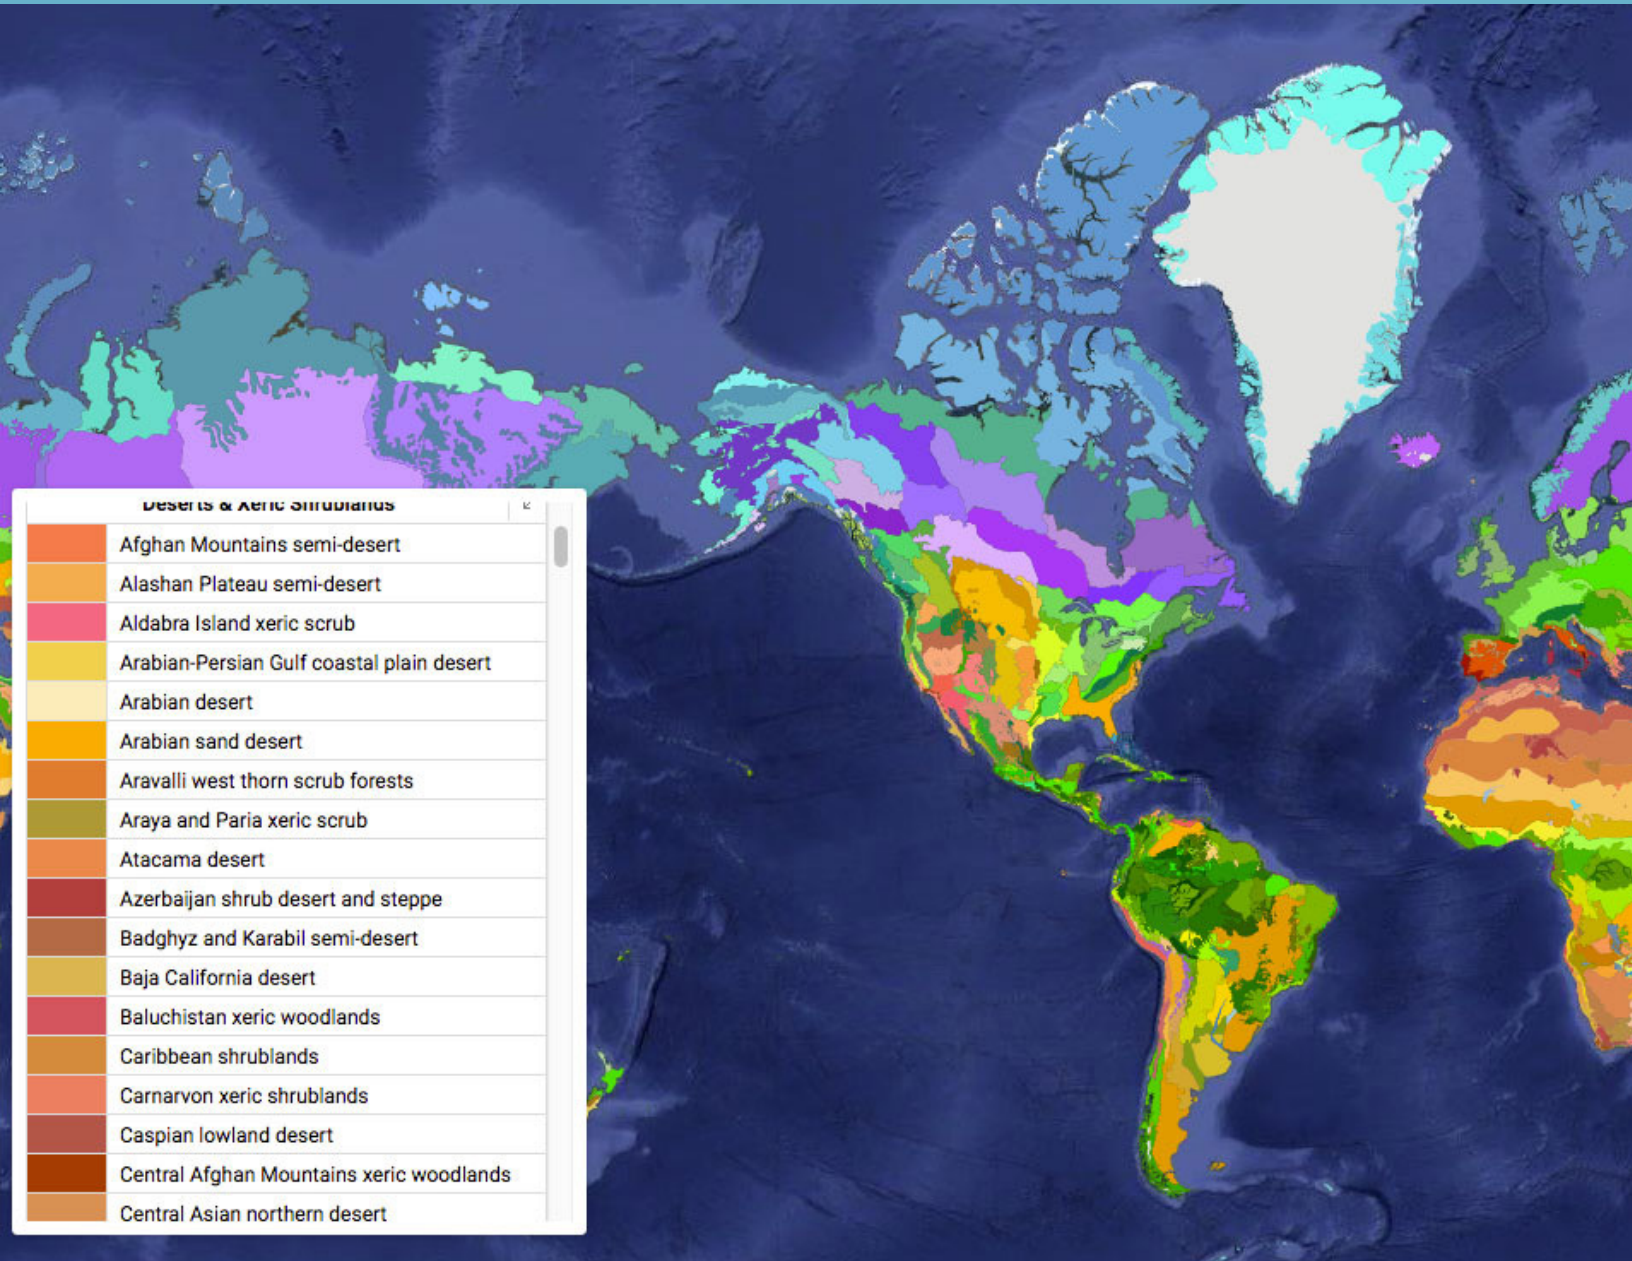 Deserts & Xeric Shrublands
Afghan Mountains semi-desert
Alashan Plateau semi-desert
Aldabra Island xeric scrub
Arabian-Persian Gulf coastal plain desert
Arabian desert
Arabian sand desert
Aravalli west thorn scrub forests
Araya and Paria xeric scrub
Atacama desert
Azerbaijan shrub desert and steppe
Badghyz and Karabil semi-desert
Baja California desert
Baluchistan xeric woodlands
Caribbean shrublands
Carnarvon xeric shrublands
Caspian lowland desert
Central Afghan Mountains xeric woodlands
Central Asian northern desert